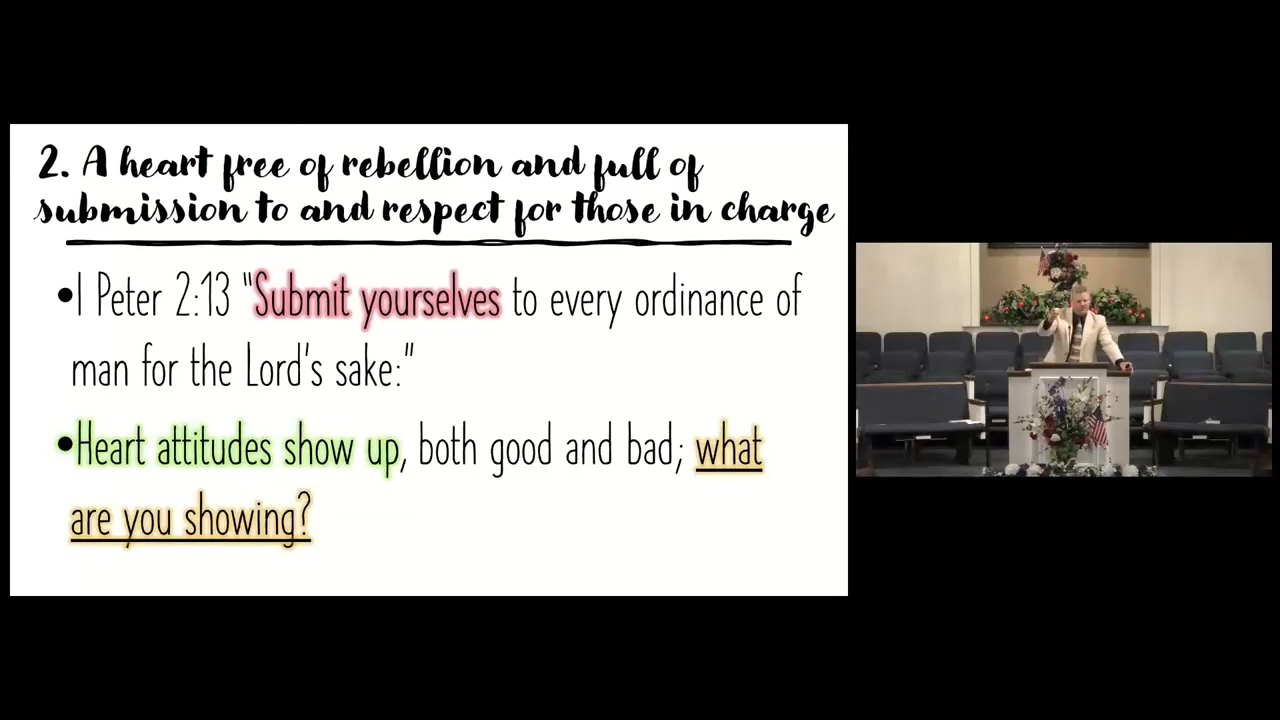 2. A heart free of rebellion and full of
submission to and respect for those in charge
•I Peter 2:13 "Submit yourselves to every ordinance of
man for the Lord's sake:"
•Heart attitudes show up, both good and bad; what
are you showing?